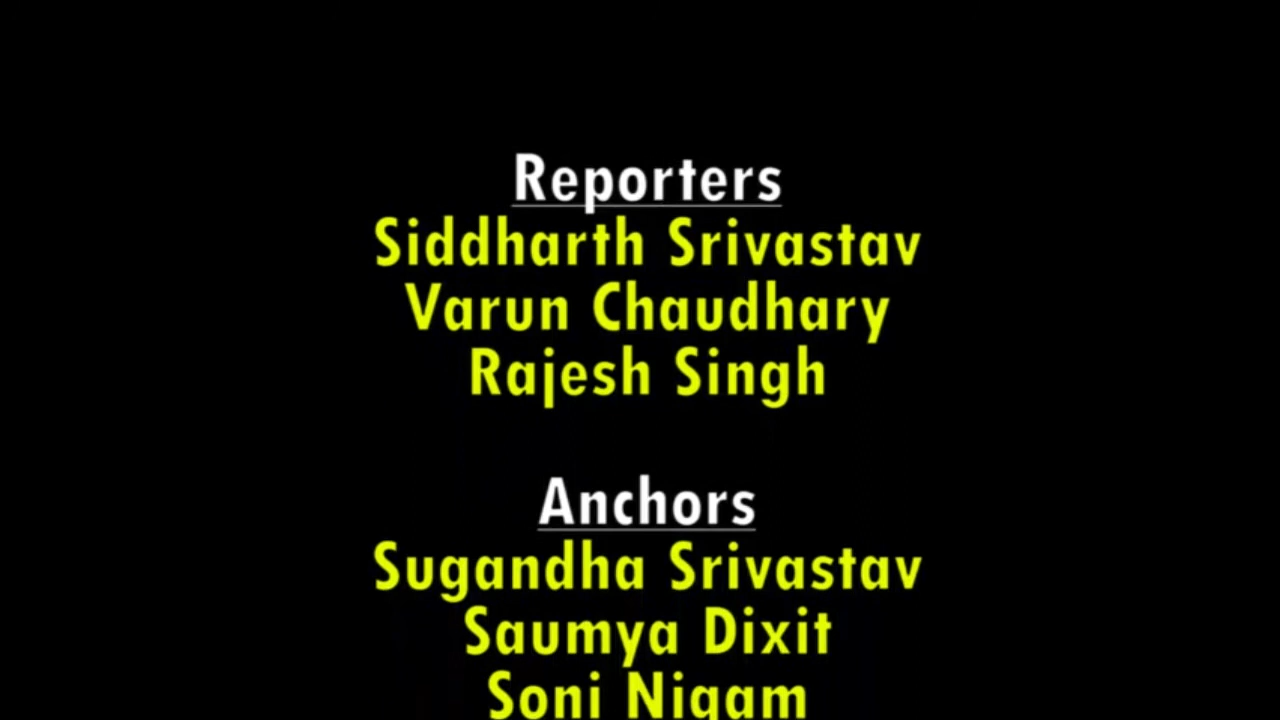 Reporters
Siddharth Srivastav
Varun Chaudhary
Rajesh Singh
Anchors
Sugandha Srivastav
Saumya Dixit
Soni Nigam